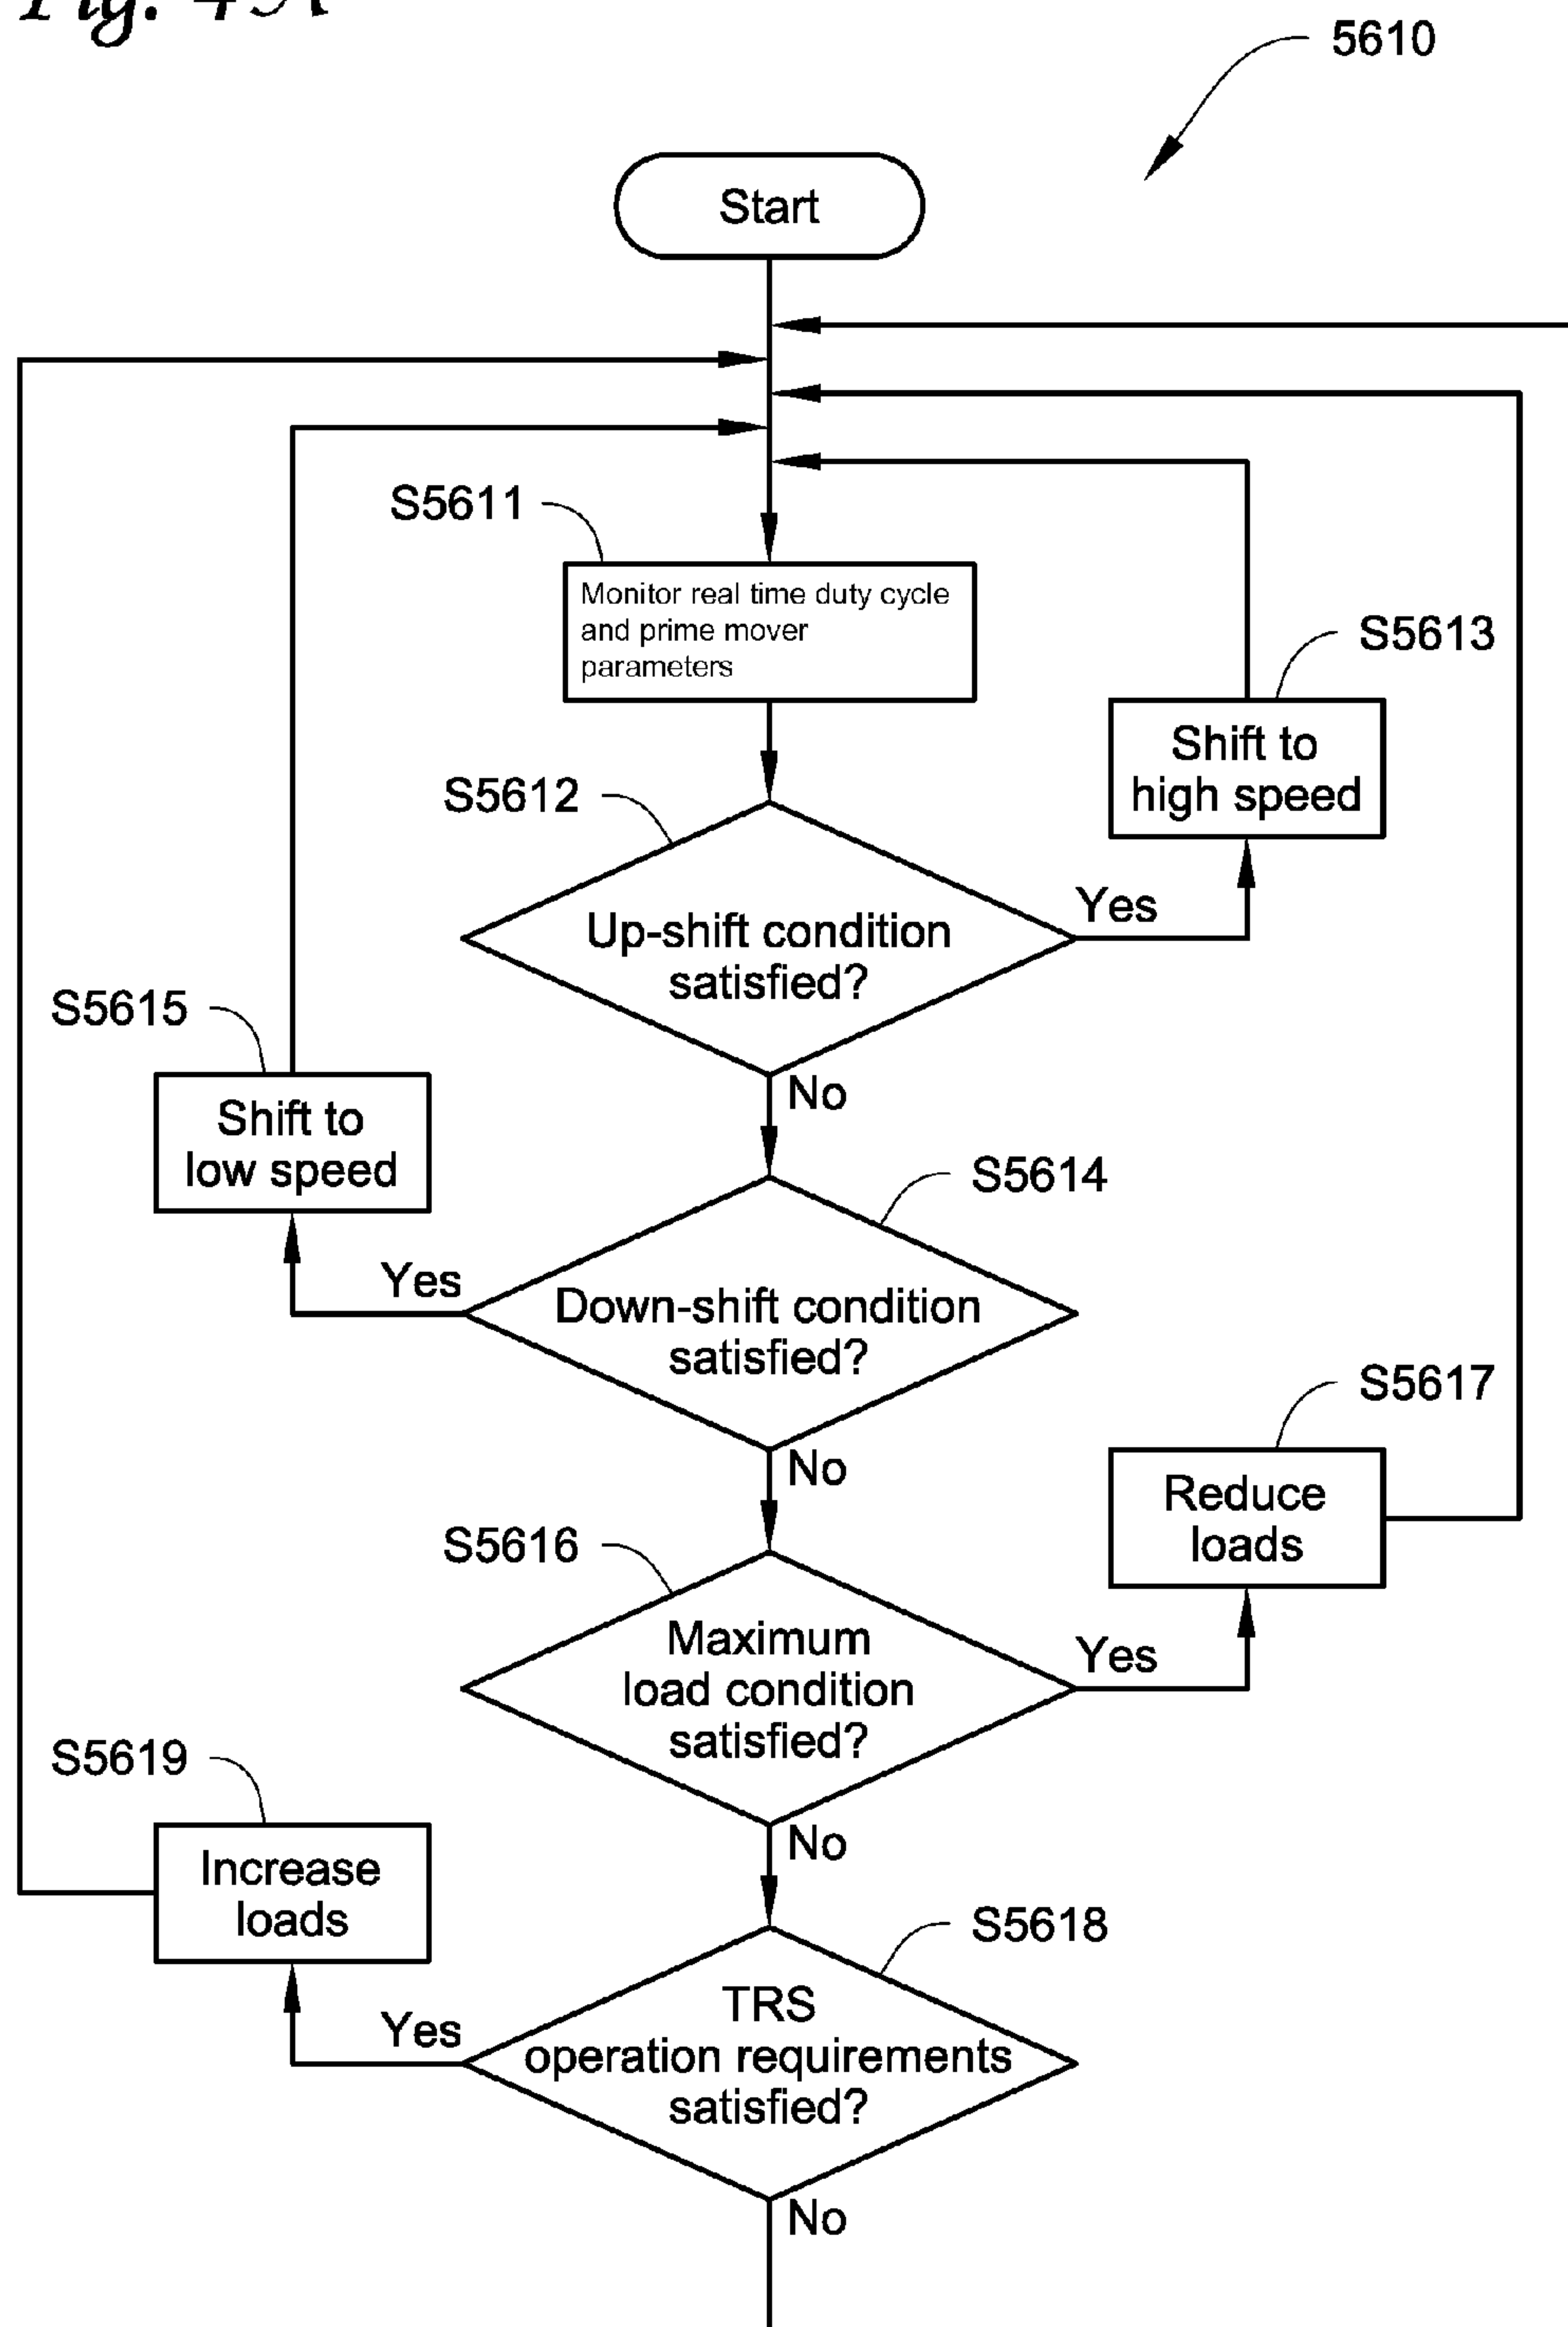 Fig. 49A
5610
Start
S5611
Monitor real time duty cycle
and prime mover
parameters
S5613
Shift to
high speed
S5612
Yes
Up-shift condition
satisfied?
S5615
No
Shift to
low speed
S5614
Yes
Down-shift condition
satisfied?
S5617
No
Reduce
loads
S5616
Maximum
load condition
satisfied?
Yes
S5619
No
Increase
loads
S5618
TRS
operation requirements
satisfied?
Yes
No